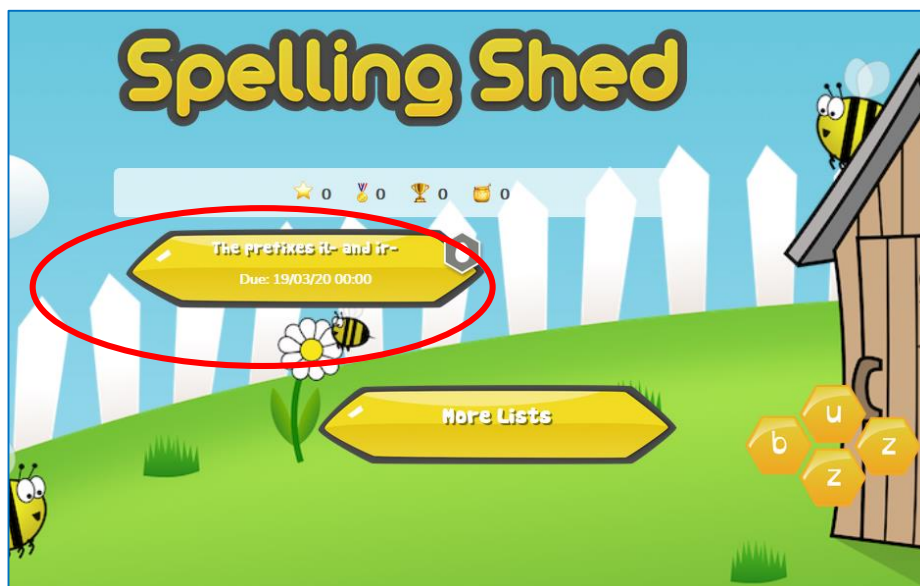 Spelling Shed
0 0 0 0
The prefixes il- and ir-
Due: 19/03/20 00:00
More Lists
b u z z